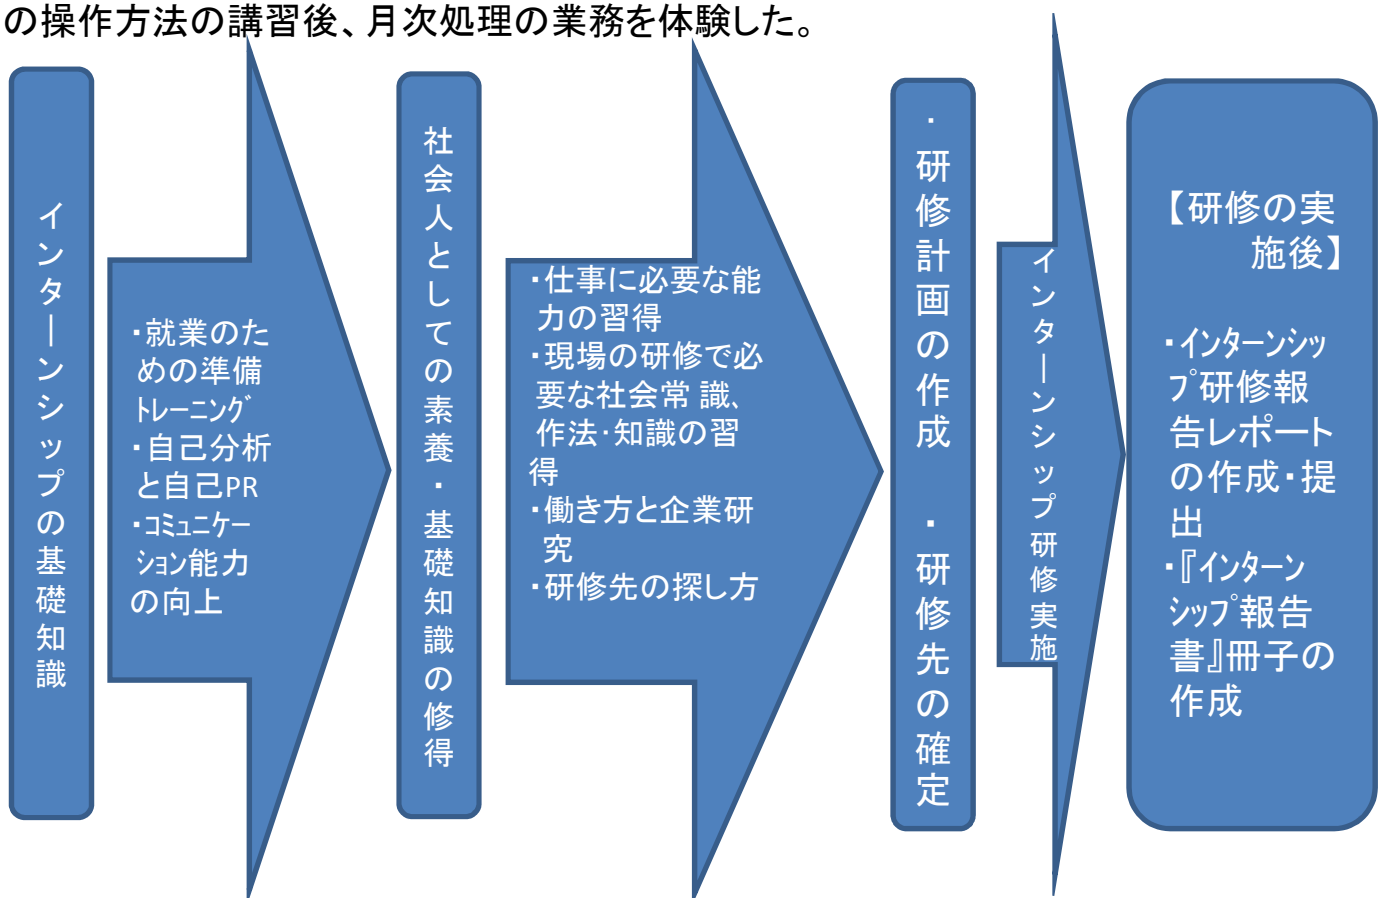 の操作方法の講習後、月次処理の業務を体験した。
インターンシップの基礎知識
・就業のた
めの準備
トレーニング
・自己分析
と自己PR
・コミュニケー
ション能力
の向上
社会人としての素養・基礎知識の修得
・仕事に必要な能
力の習得
・現場の研修で必
要な社会常 識、
作法・知識の習
得
・働き方と企業研
究
・研修先の探し方
・研修計画の作成 ・研修先の確定
インターンシップ研修実施
【研修の実
施後】
・インターンシッ
プ研修報
告レポート
の作成・提
出
・『インターン
シップ報告
書』冊子の
作成